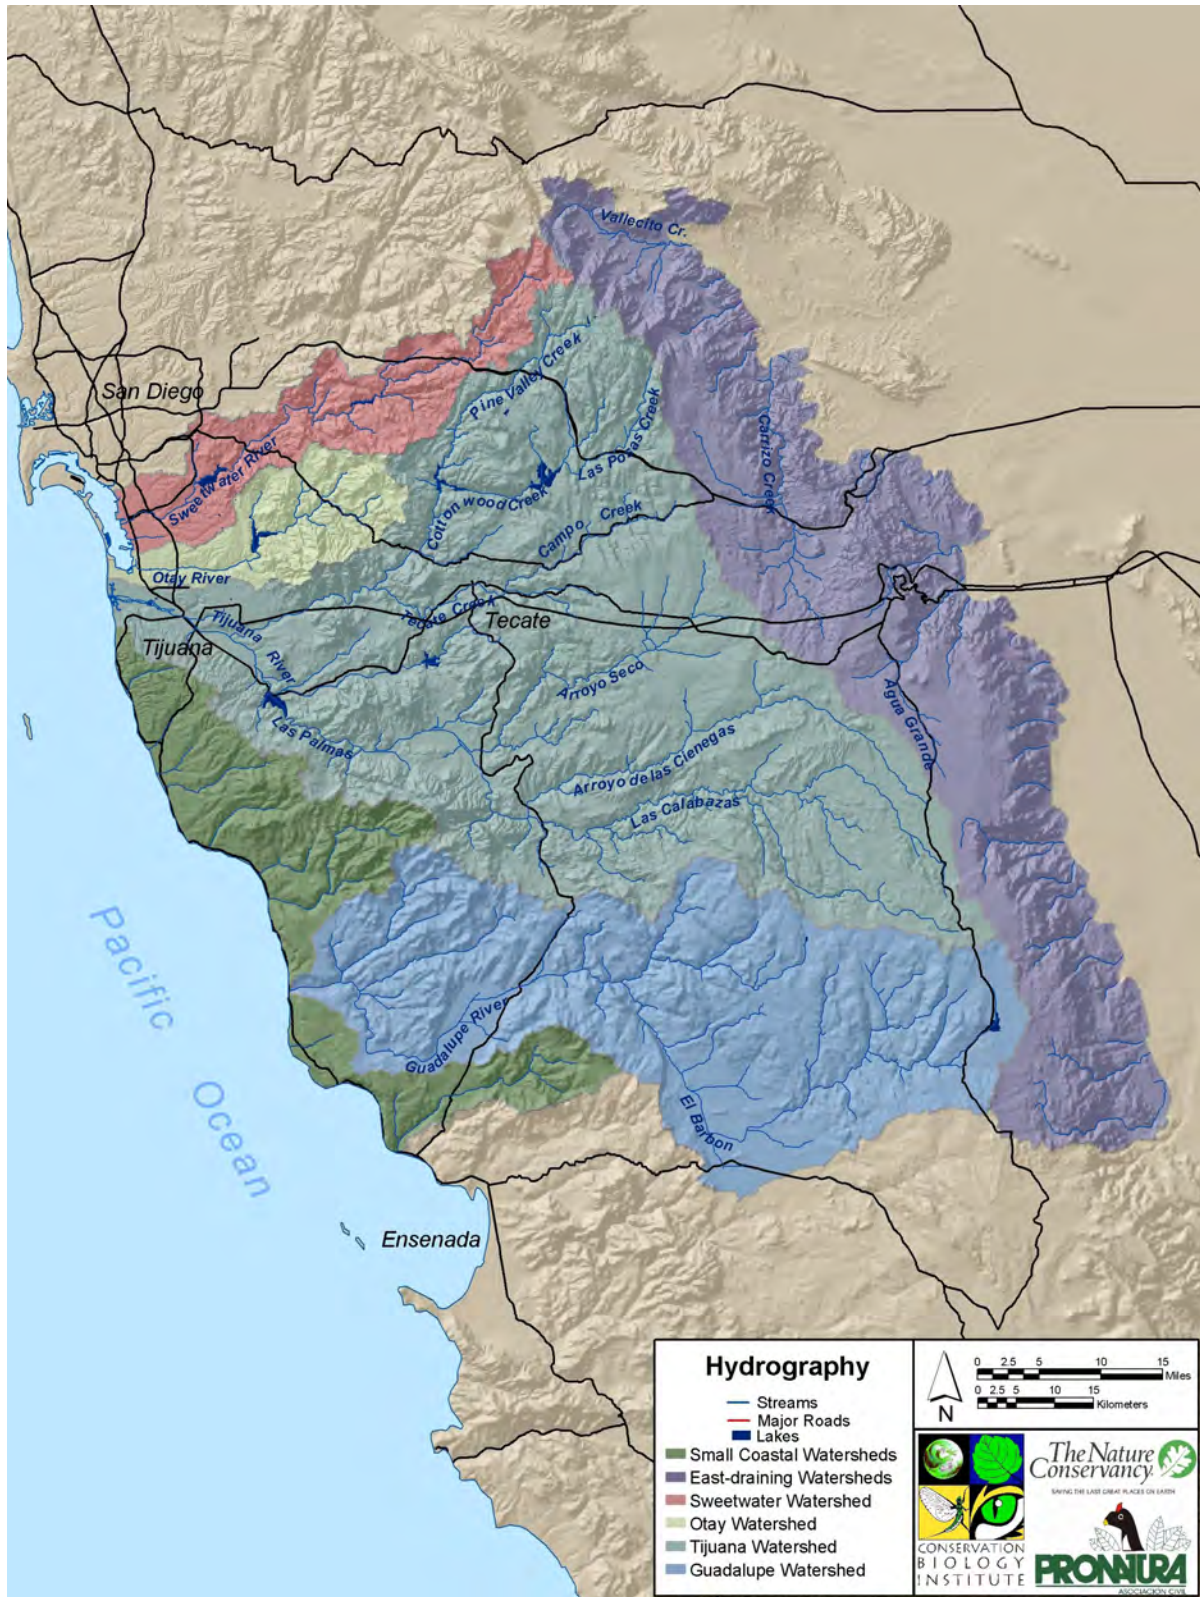 Vallecito Cr.
San Diego
Pine Valley Creek
Sweetwater River
Las Posas Creek
Carrizo Creek
Cottonwood Creek
Campo Creek
Otay River
Tecate Creek
Tecate
Tijuana River
Tijuana
Arroyo Seco
Agua Grande
Las Palmas
Arroyo de las Cienegas
Las Calabazas
Pacific
Ocean
Guadalupe River
El Barbon
Ensenada
Hydrography
Streams
Major Roads
Lakes
Small Coastal Watersheds
East-draining Watersheds
Sweetwater Watershed
Otay Watershed
Tijuana Watershed
Guadalupe Watershed
N
0 2.5 5 10 15
Miles
0 2.5 5 10 15
Kilometers
CONSERVATION
BIOLOGY
INSTITUTE
The Nature
Conservancy
SAVING THE LAST GREAT PLACES ON EARTH
PRONATURA
ASOCIACION CIVIL